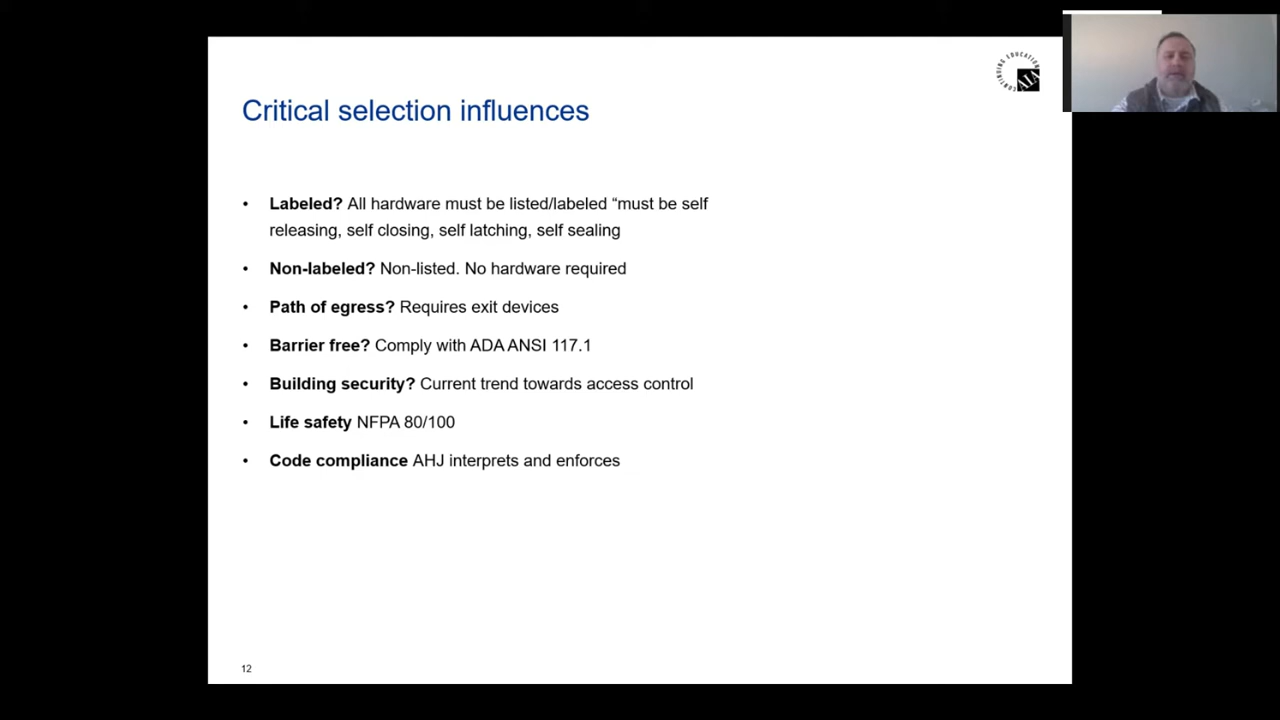 CONTINUING EDUCATION
AIA
Critical selection influences
• Labeled? All hardware must be listed/labeled “must be self
releasing, self closing, self latching, self sealing
• Non-labeled? Non-listed. No hardware required
• Path of egress? Requires exit devices
• Barrier free? Comply with ADA ANSI 117.1
• Building security? Current trend towards access control
• Life safety NFPA 80/100
• Code compliance AHJ interprets and enforces
12